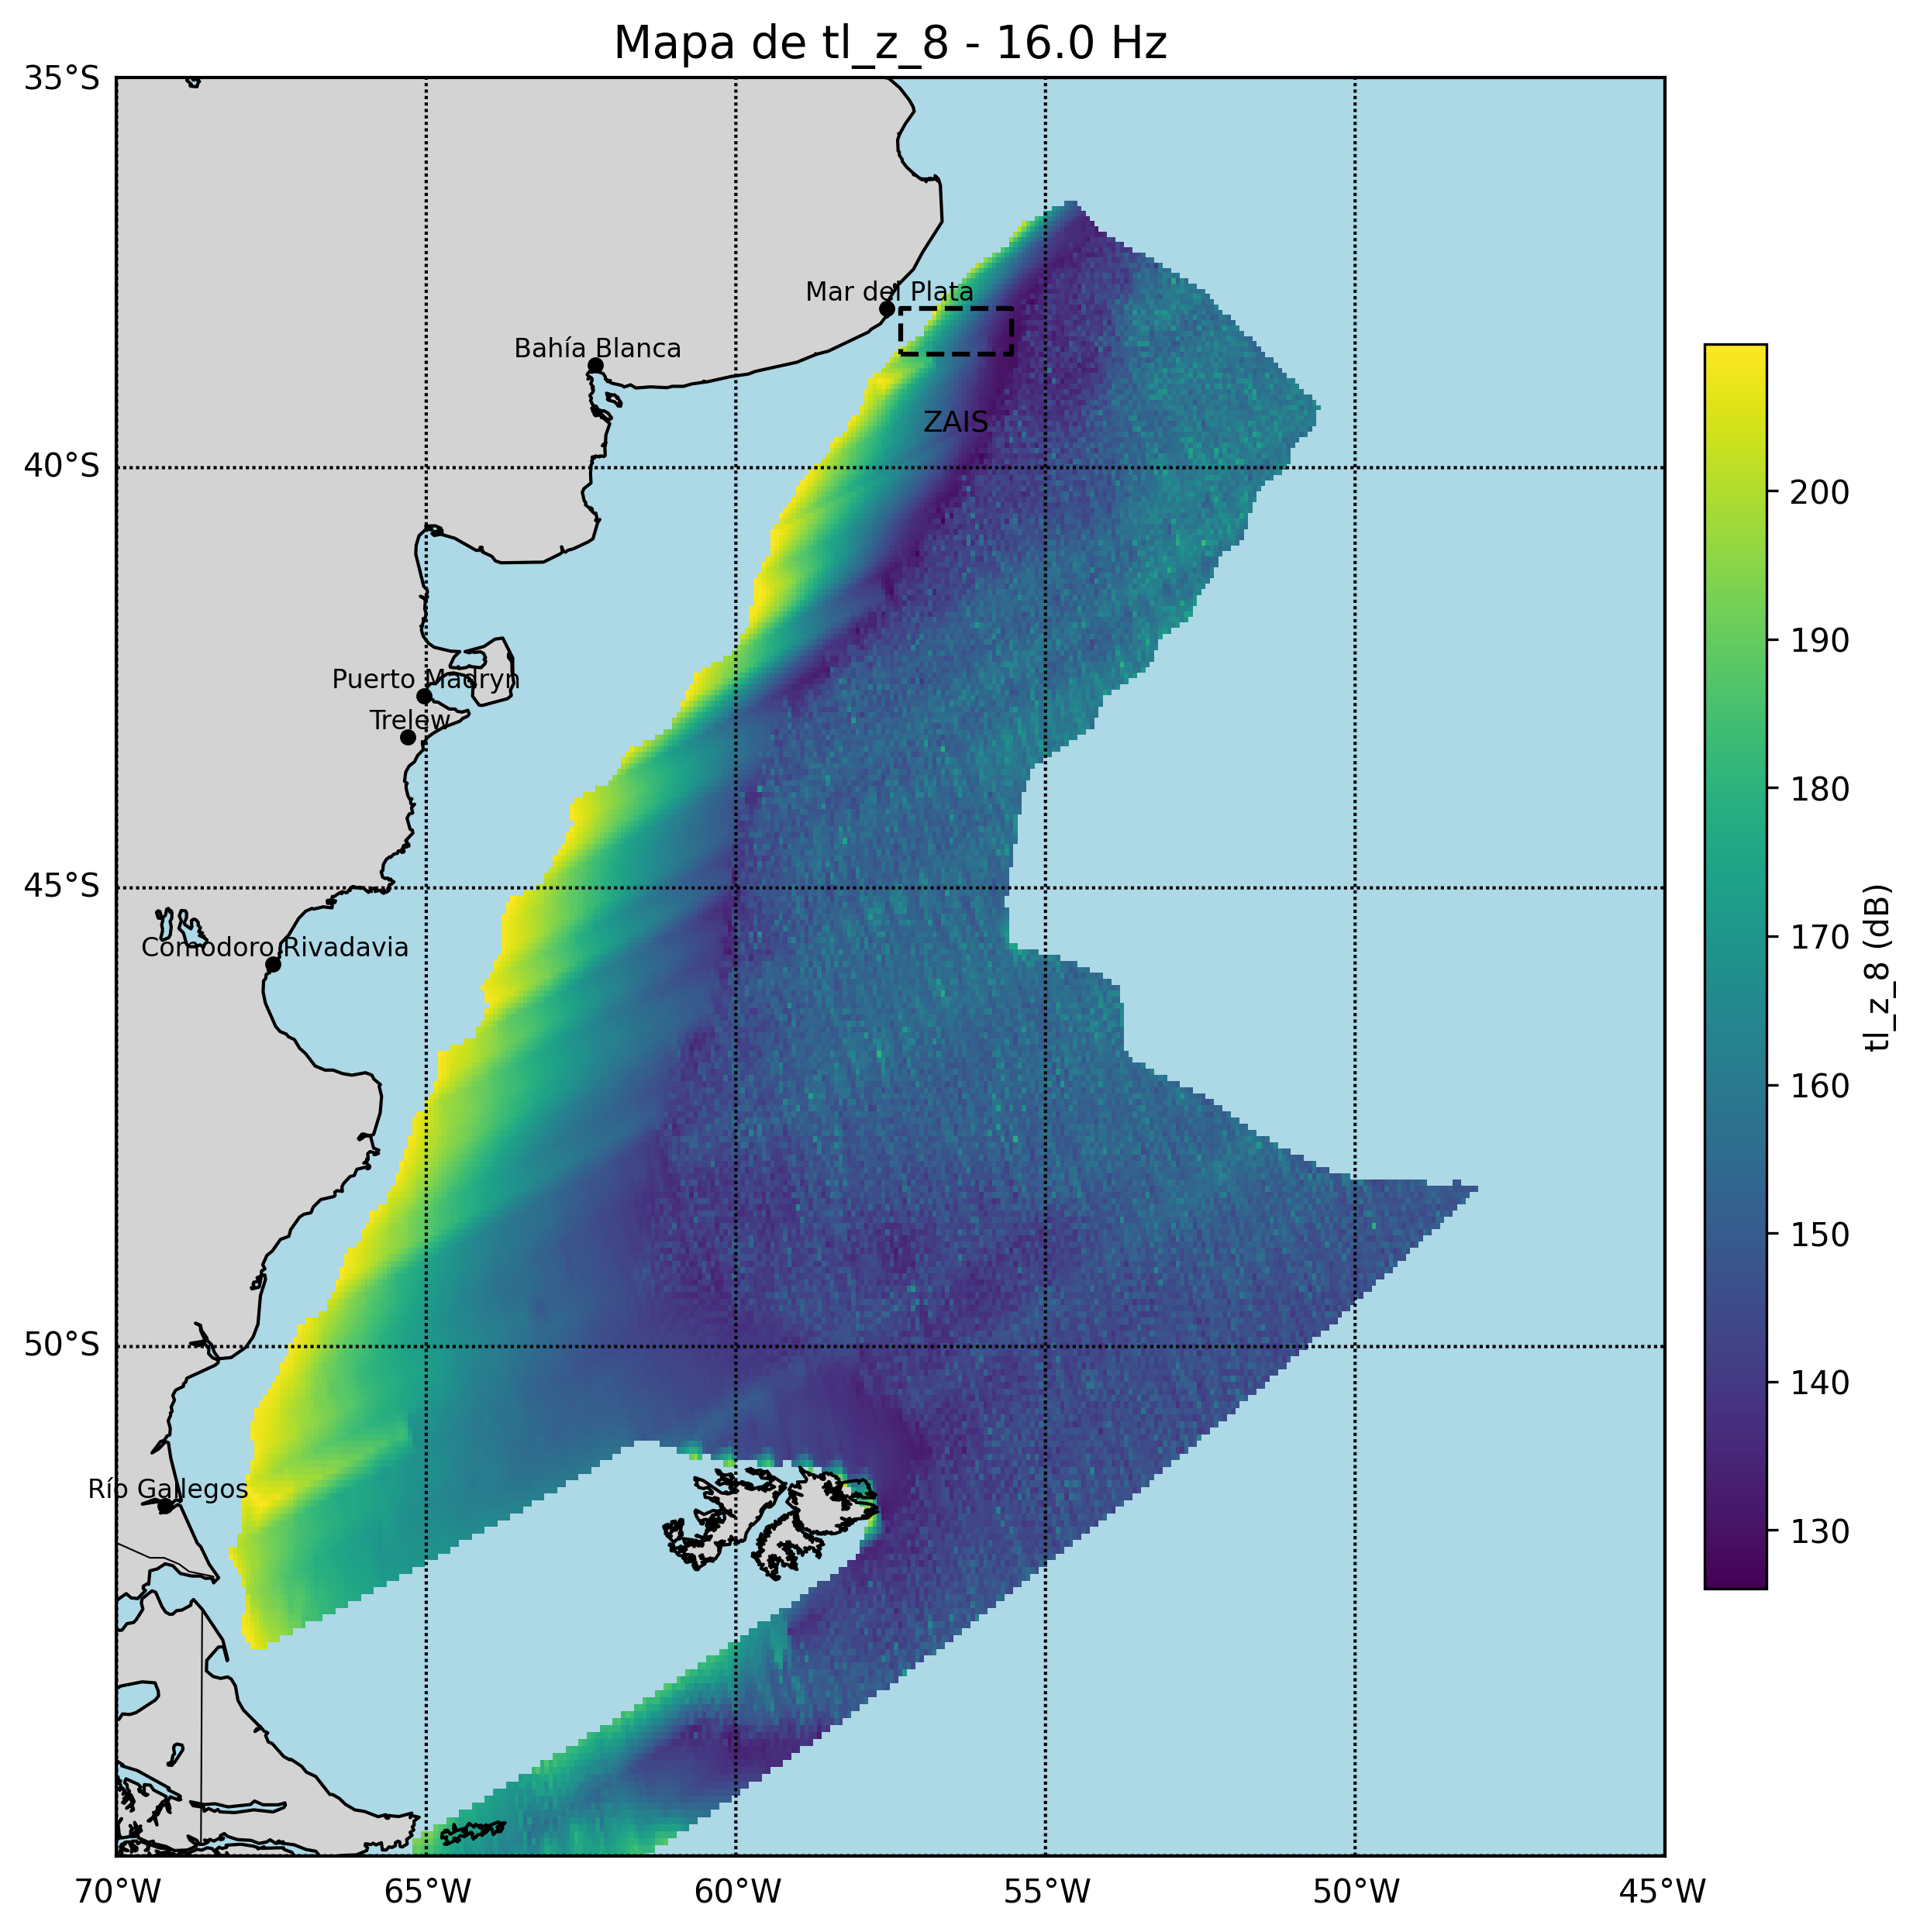 Mapa de tl_z_8 - 16.0 Hz
35°S
Mar del Plata
Bahía Blanca
ZAIS
40°S
200
190
Puerto Madryn
Trelew
180
45°S
170
tl_z_8 (dB)
Comodoro Rivadavia
160
150
50°S
140
Río Gallegos
130
70°W
65°W
60°W
55°W
50°W
45°W